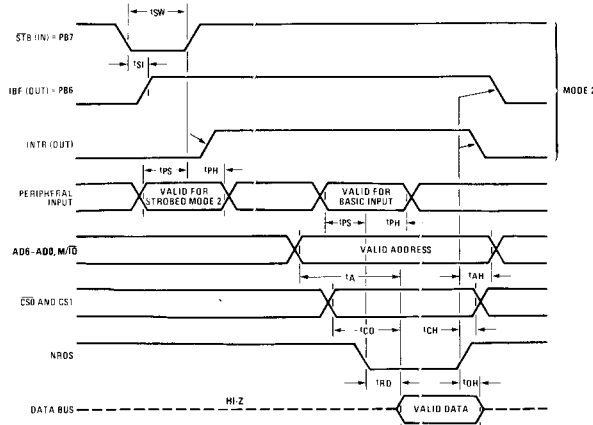 tSW
STB (IN) = PB7
tSI
IBF (OUT) = PB6
MODE 2
INTR (OUT)
tPS
tPH
PERIPHERAL
INPUT
VALID FOR
STROBED MODE 2
VALID FOR
BASIC INPUT
tPS
tPH
AD6–AD0, M/IO
VALID ADDRESS
tA
tAH
CS0 AND CS1
tCO
tCH
NRDS
tRD
tDH
HI-Z
DATA BUS
VALID DATA